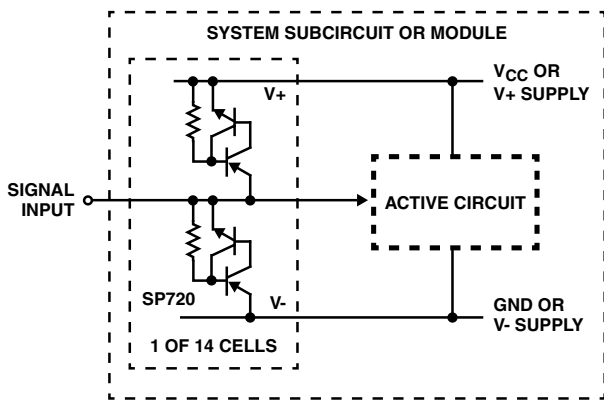 SYSTEM SUBCIRCUIT OR MODULE
V+
VCC OR
V+ SUPPLY
SIGNAL
INPUT
ACTIVE CIRCUIT
SP720
V-
GND OR
V- SUPPLY
1 OF 14 CELLS